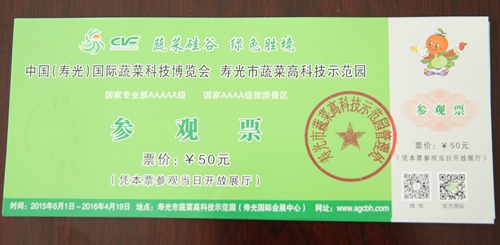 CVF 蔬菜硅谷 绿色胜境
中国(寿光)国际蔬菜科技博览会 寿光市蔬菜高科技示范园
国家专业展AAAAA级 国家AAAA级旅游景区
参观票
票价：￥50元
(凭本票参观当日开放展厅)
时间：2015年6月1日－2016年4月19日 地点：寿光市蔬菜高科技示范园（寿光国际会展中心） 网址：www.sgcbh.com
寿光市蔬菜高科技示范园管理处
参观票
票价：￥50元
(凭本票参观当日开放展厅)